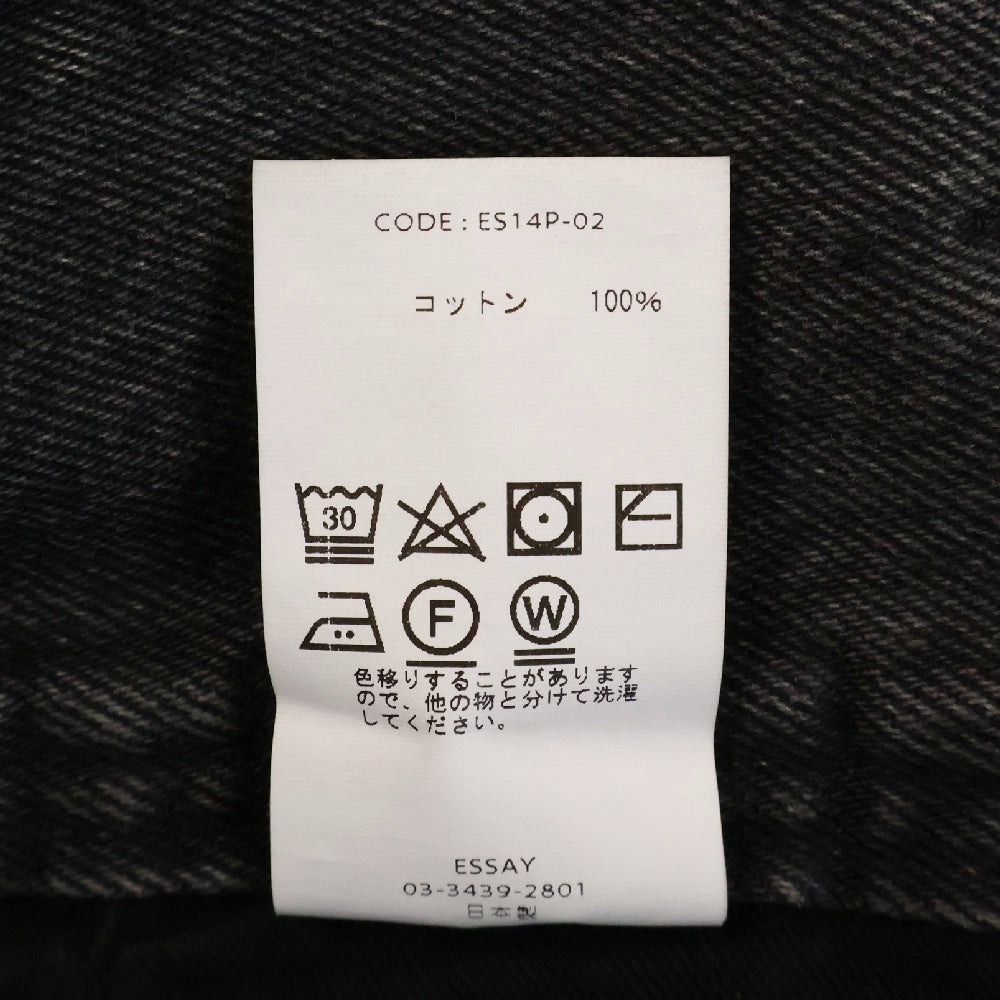 CODE : ES14P-02
コットン 100%
30
F W
色移りすることがあります
ので、他の物と分けて洗濯
してください。
ESSAY
03-3439-2801
日本製